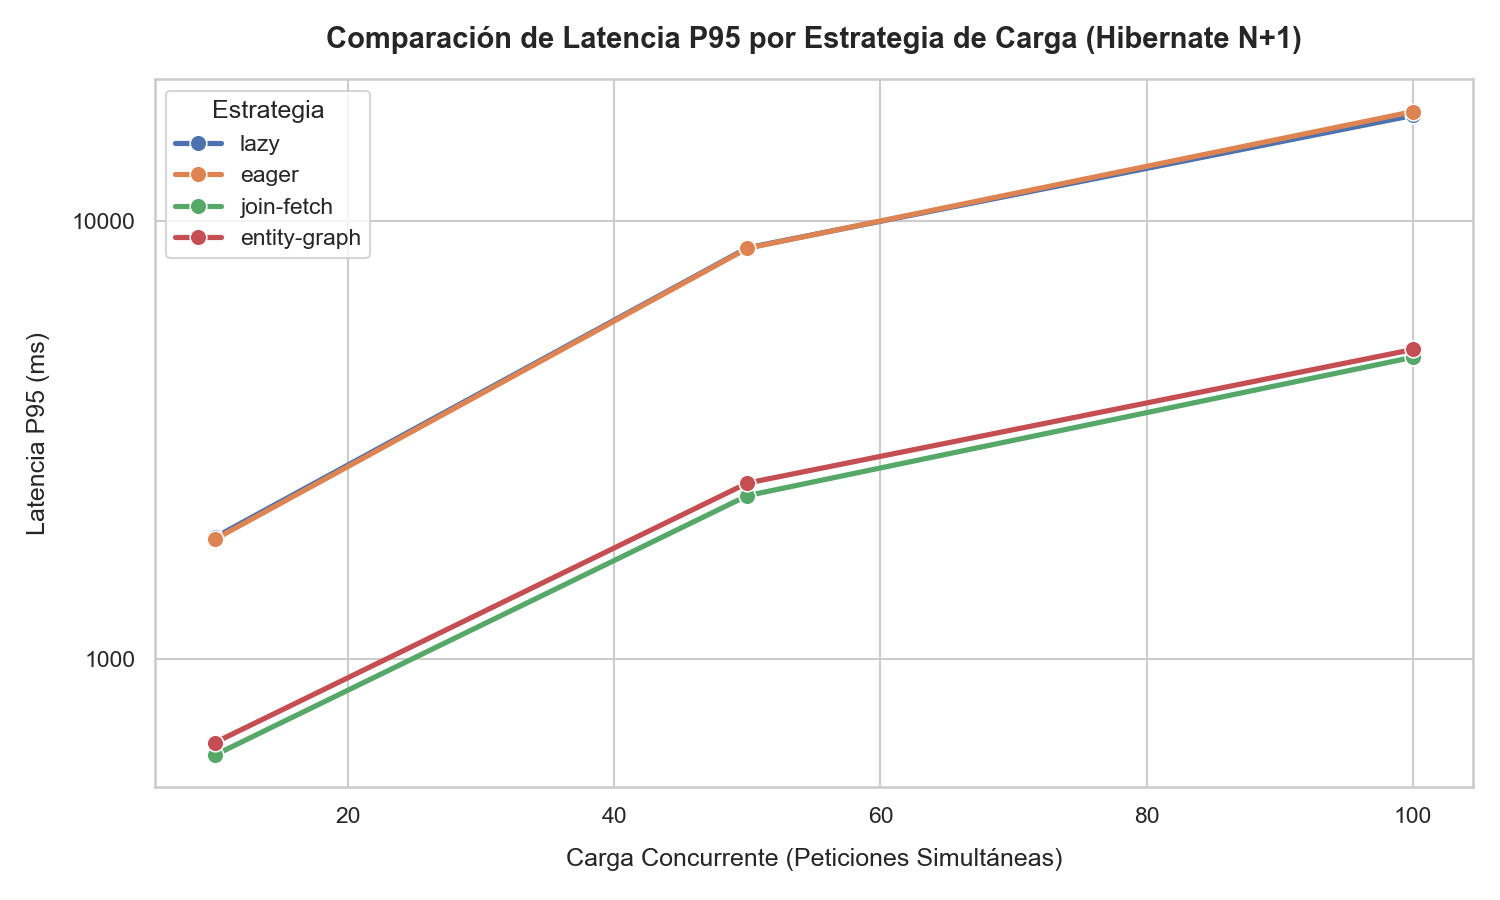 Comparación de Latencia P95 por Estrategia de Carga (Hibernate N+1)
Estrategia
lazy
eager
join-fetch
entity-graph
Latencia P95 (ms)
10000
1000
20
40
60
80
100
Carga Concurrente (Peticiones Simultáneas)